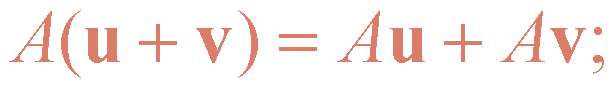 A(u + v) = Au + Av;